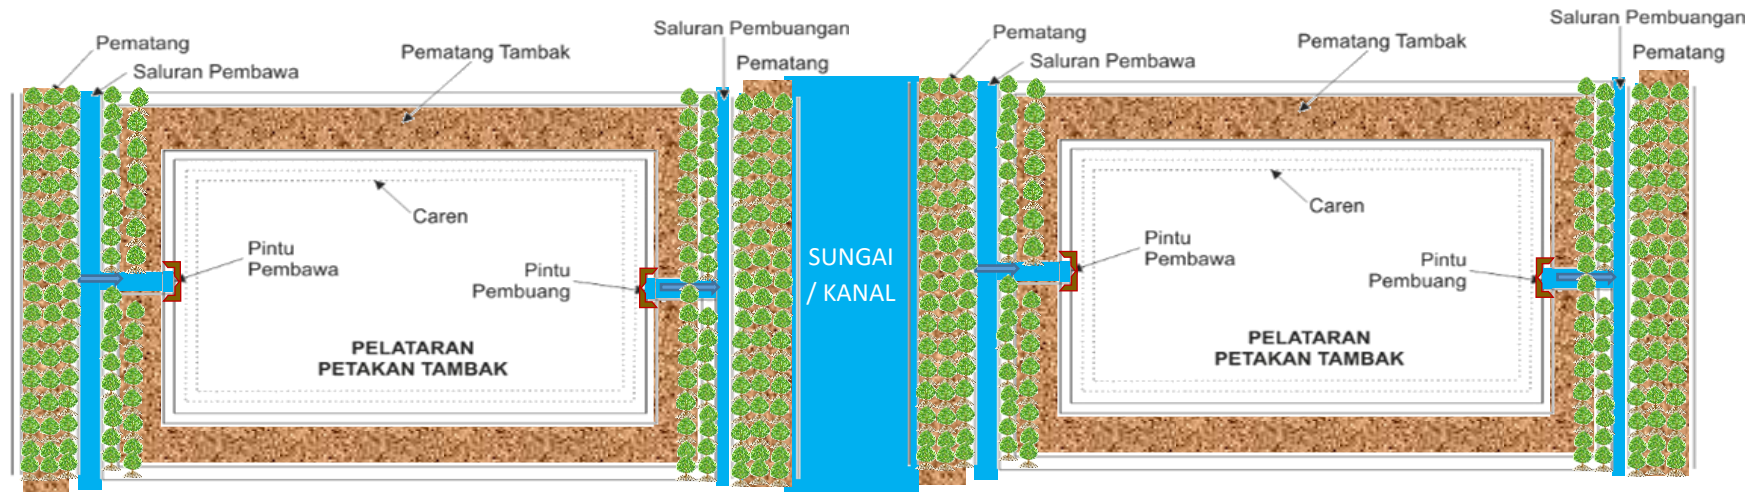 Pematang
Saluran Pembawa
Pematang Tambak
Saluran Pembuangan
Pematang
Caren
Pintu
Pembawa
Pintu
Pembuang
PELATARAN
PETAKAN TAMBAK
SUNGAI
/ KANAL
Pematang
Saluran Pembawa
Pematang Tambak
Saluran Pembuangan
Pematang
Caren
Pintu
Pembawa
Pintu
Pembuang
PELATARAN
PETAKAN TAMBAK